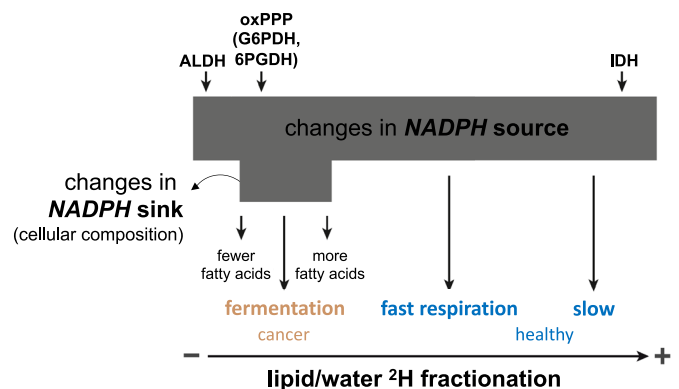 oxPPP
(G6PDH,
6PGDH)
ALDH
IDH
changes in NADPH source
changes in
NADPH sink
(cellular composition)
fewer
fatty acids
more
fatty acids
fermentation
cancer
fast respiration
slow
healthy
− +
lipid/water ²H fractionation